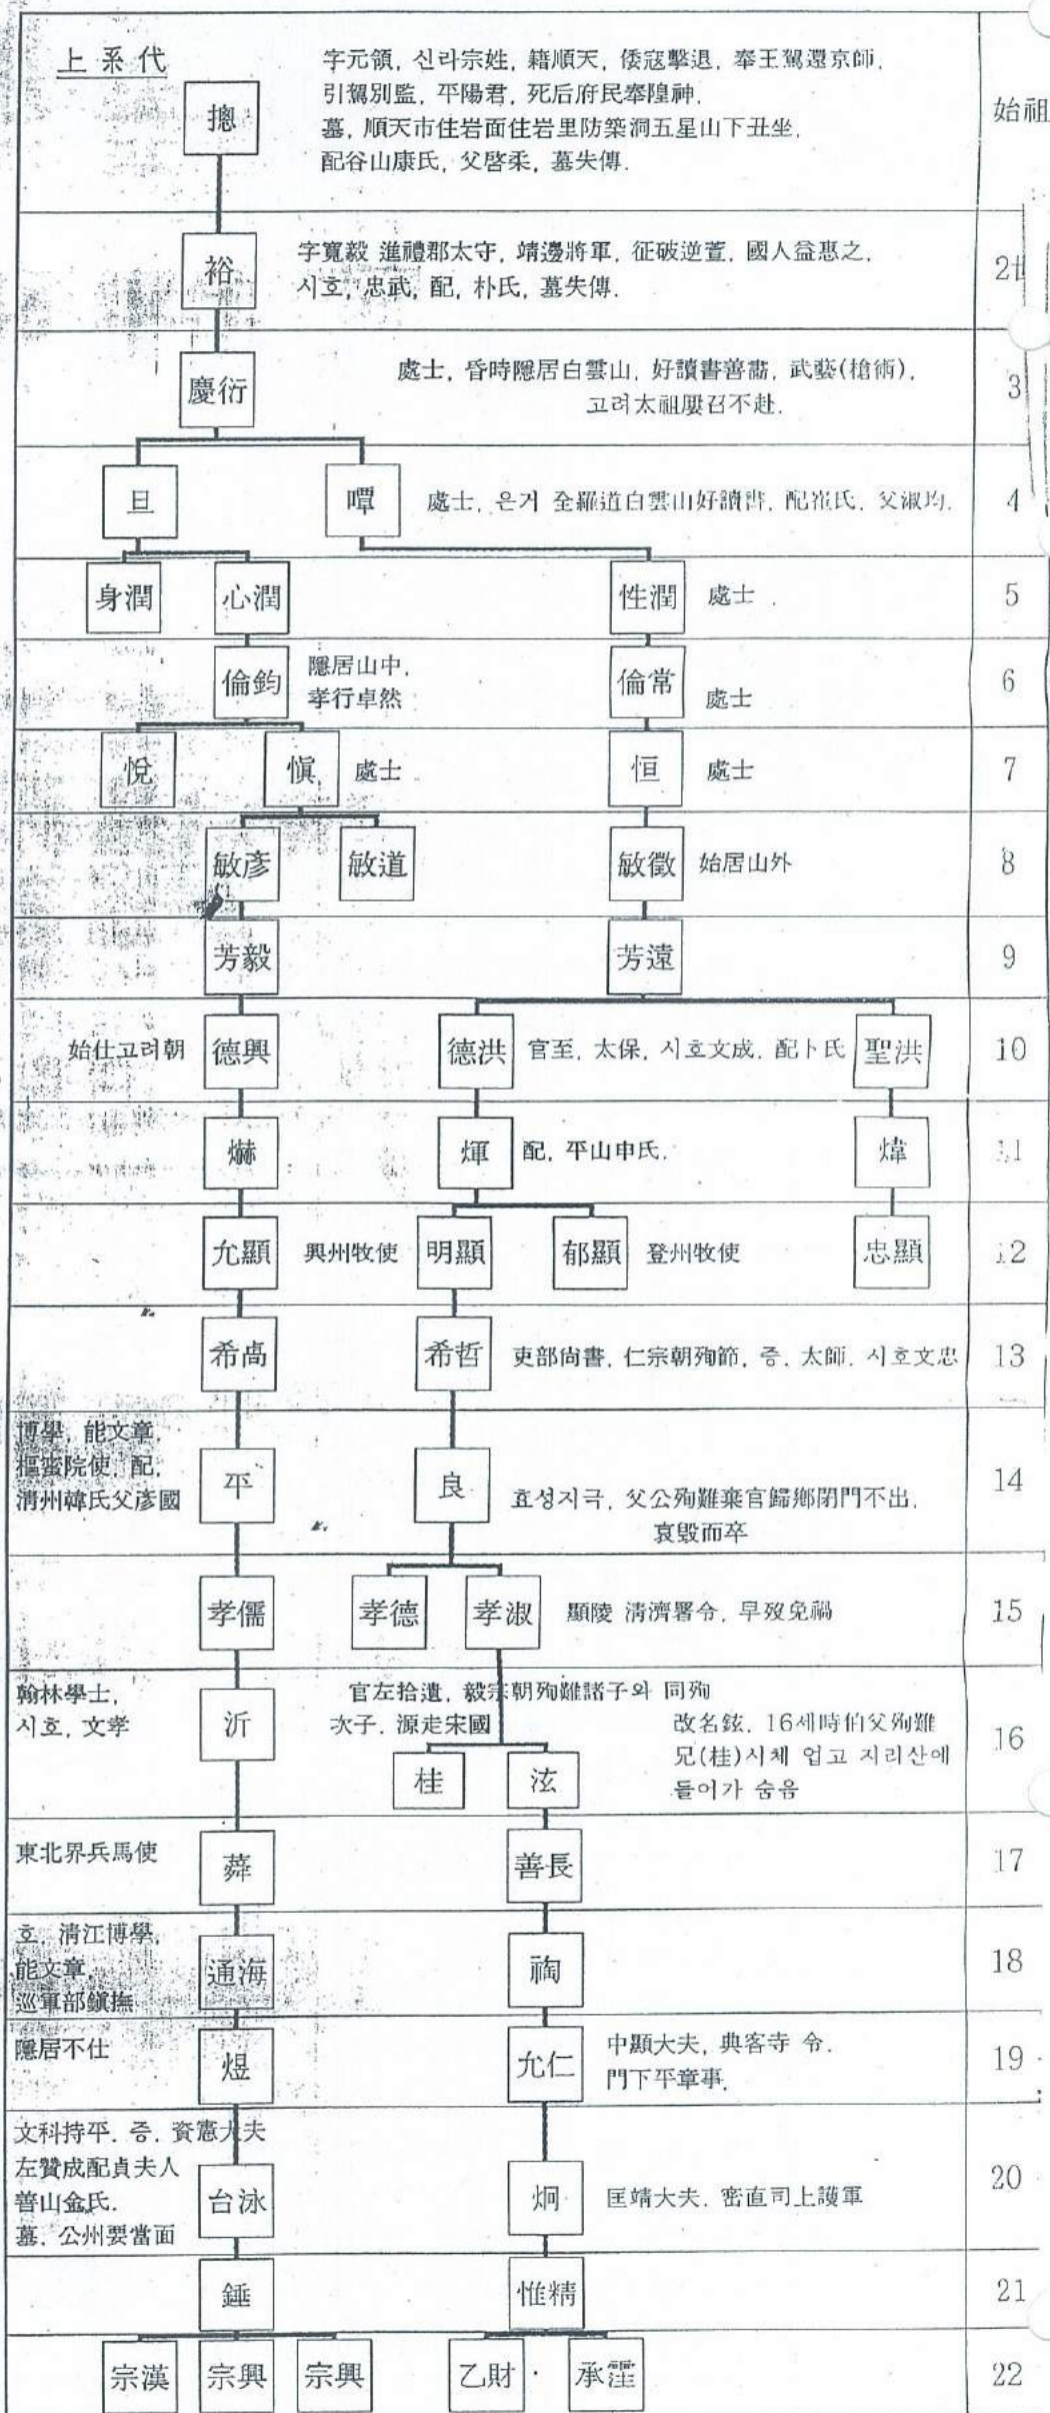 上系代
字元領, 신라宗姓, 籍順天, 倭寇擊退, 奉王駕還京師,
引駕別監, 平陽君, 死后府民奉隍神.
墓, 順天市住岩面住岩里防築洞五星山下丑坐.
配谷山康氏, 父啓柔, 墓失傳.
摠
始祖
字寬毅 進禮郡太守, 靖邊將軍, 征破逆萱, 國人益惠之,
시호, 忠武, 配, 朴氏, 墓失傳.
裕
2世
處士, 昏時隱居白雲山, 好讀書善書, 武藝(槍術),
고려太祖屢召不赴.
慶衍
3
旦
嘾
處士, 은거 全羅道白雲山好讀書, 配崔氏, 父淑均.
4
身潤
心潤
性潤
處士
5
倫鈞
隱居山中,
孝行卓然
倫常
處士
6
悅
愼
處士
恒
處士
7
敏彦
敏道
敏徵
始居山外
8
芳毅
芳遠
9
始仕고려朝
德興
德洪
官至, 太保, 시호文成, 配卜氏
聖洪
10
爀
煇
配, 平山申氏.
煒
11
允顯
興州牧使
明顯
郁顯
登州牧使
忠顯
12
希卨
希哲
吏部尙書, 仁宗朝殉節, 증. 太師. 시호文忠
13
博學, 能文章,
樞蜜院使, 配,
淸州韓氏父彦國
平
良
효성지극, 父公殉難棄官歸鄕閉門不出,
哀毁而卒
14
孝儒
孝德
孝淑
顯陵 淸濟署令, 早歿免禍
15
翰林學士,
시호, 文孝
沂
官左拾遺, 毅宗朝殉難諸子와 同殉
次子, 源走宋國
桂
泫
改名鉉, 16세時伯父殉難
兄(桂)시체 업고 지리산에
들어가 숨음
16
東北界兵馬使
蕣
善長
17
호, 淸江博學,
能文章,
巡軍部鎭撫
通海
裪
18
隱居不仕
煜
允仁
中顯大夫, 典客寺 令.
門下平章事.
19
文科持平. 증. 資憲大夫
左贊成配貞夫人
善山金氏.
墓, 公州要當面
台泳
炯
匡靖大夫. 密直司上護軍
20
錘
惟精
21
宗漢
宗興
宗興
乙財
承霔
22